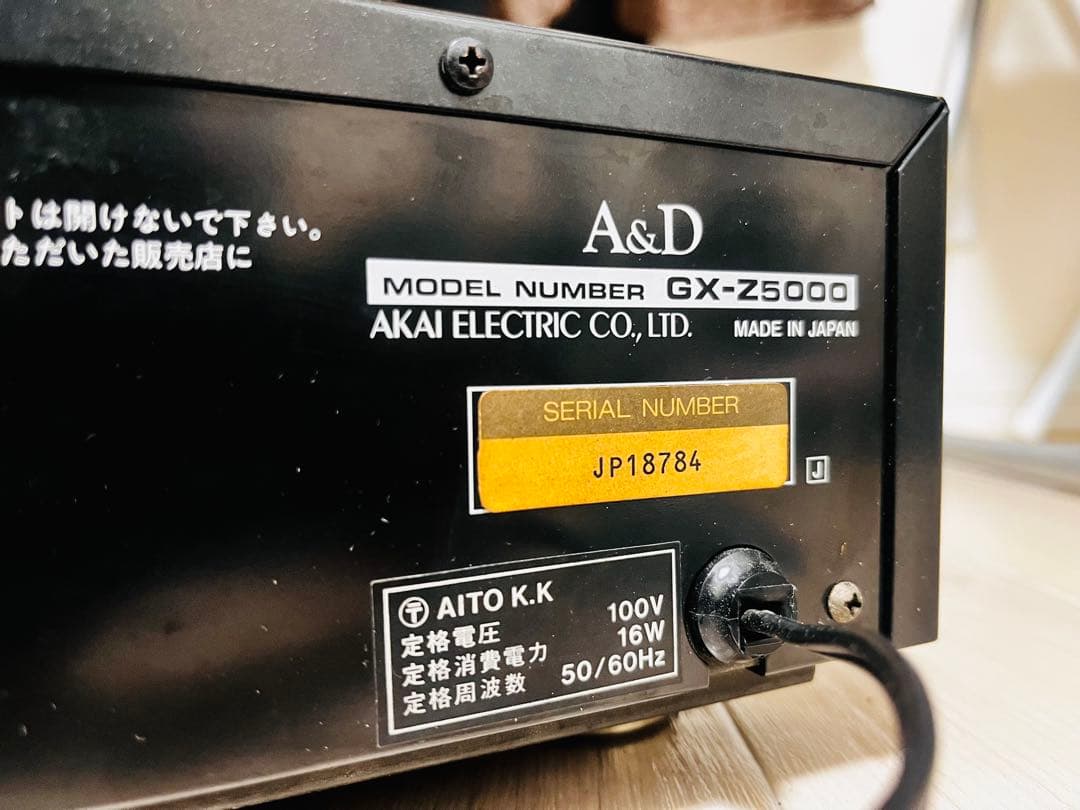 トは開けないで下さい。
ただいた販売店に
A&D
MODEL NUMBER GX-Z5000
AKAI ELECTRIC CO., LTD. MADE IN JAPAN
SERIAL NUMBER
JP18784
J
〒 AITO K.K
定格電圧 100V
定格消費電力 16W
定格周波数 50/60Hz